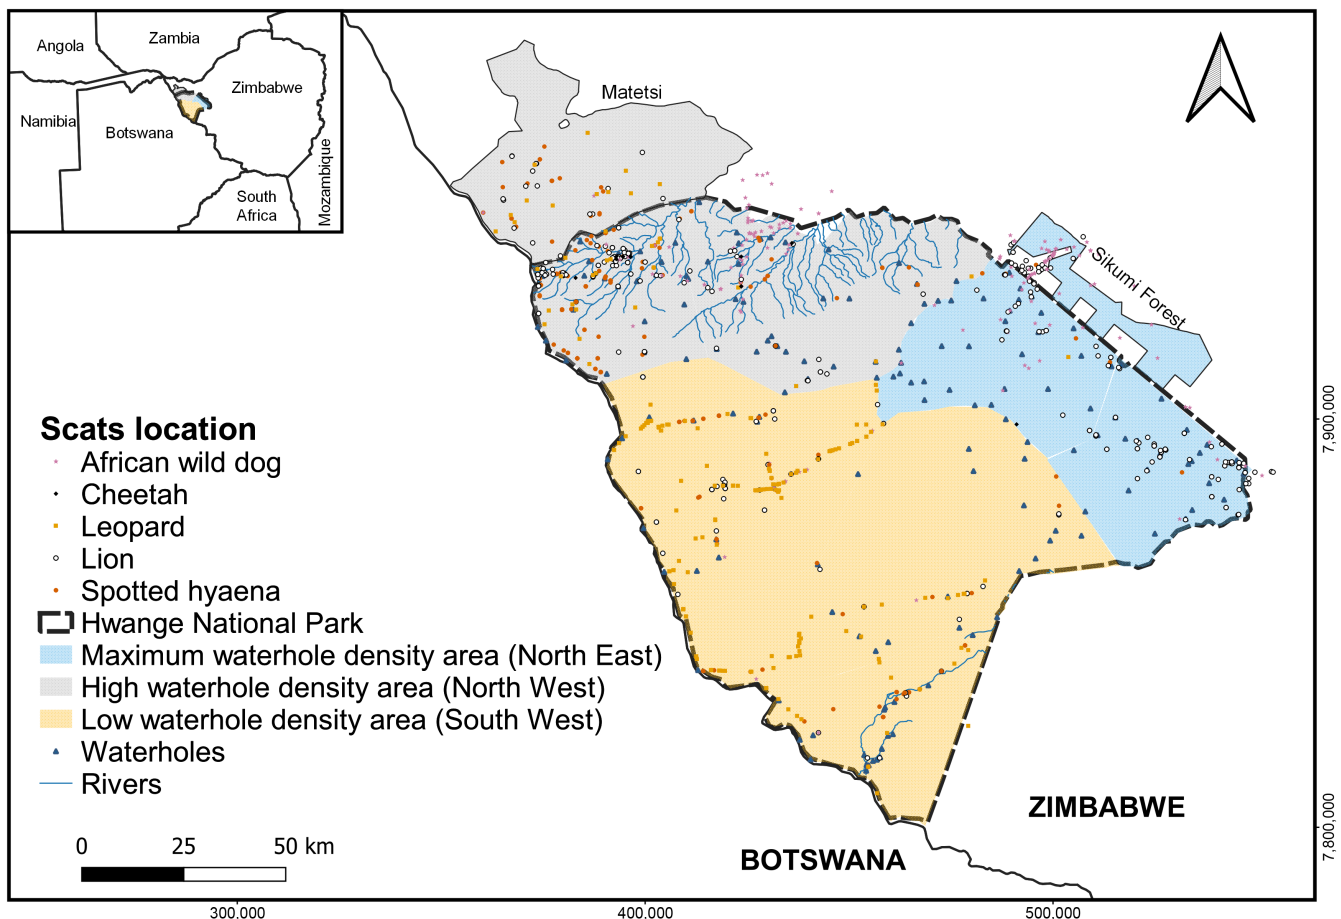 Angola
Zambia
Zimbabwe
Namibia
Botswana
Mozambique
South
Africa
Matetsi
Sikumi Forest
Scats location
African wild dog
Cheetah
Leopard
Lion
Spotted hyaena
Hwange National Park
Maximum waterhole density area (North East)
High waterhole density area (North West)
Low waterhole density area (South West)
Waterholes
Rivers
0 25 50 km
ZIMBABWE
BOTSWANA
7,900,000
7,800,000
300.000
400.000
500.000